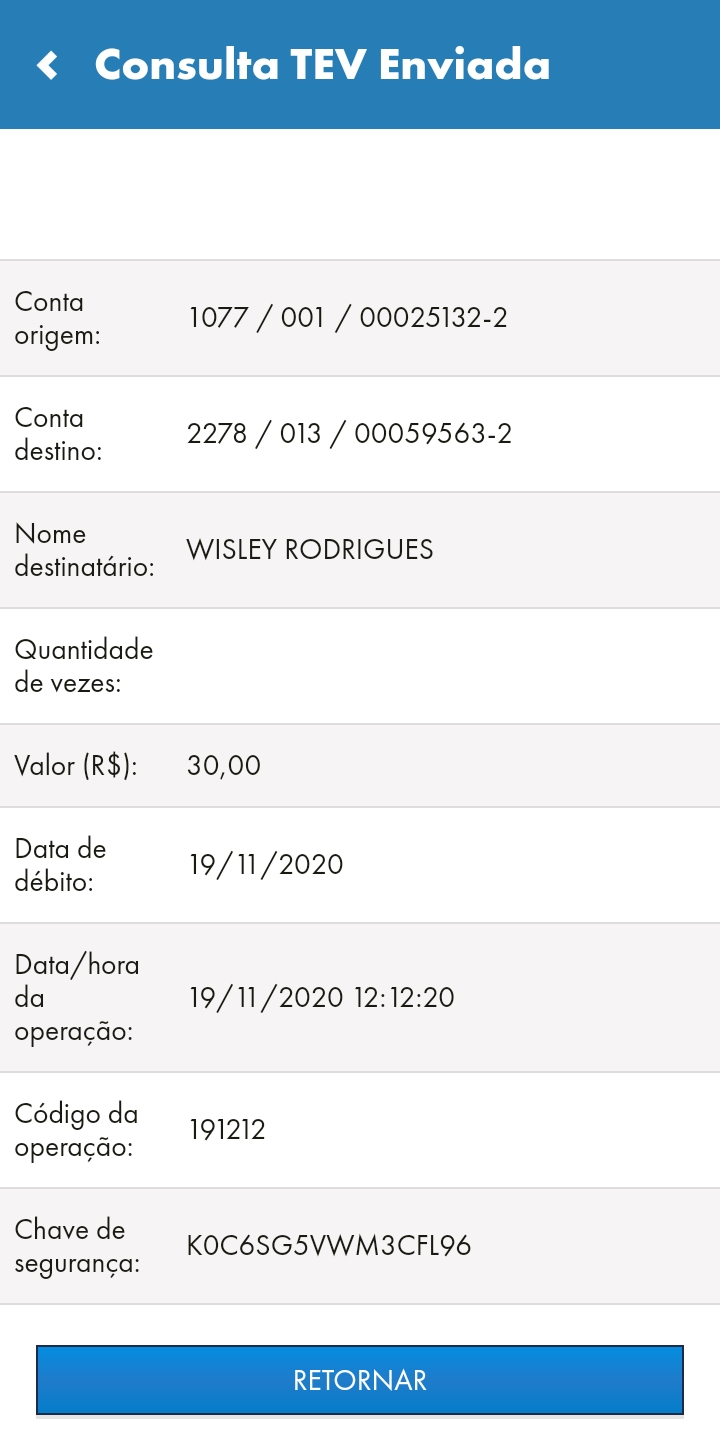 Consulta TEV Enviada
Conta
origem:
1077 / 001 / 00025132-2
Conta
destino:
2278 / 013 / 00059563-2
Nome
destinatário:
WISLEY RODRIGUES
Quantidade
de vezes:
Valor (R$):
30,00
Data de
débito:
19/11/2020
Data/hora
da
operação:
19/11/2020 12:12:20
Código da
operação:
191212
Chave de
segurança:
K0C6SG5VWM3CFL96
RETORNAR